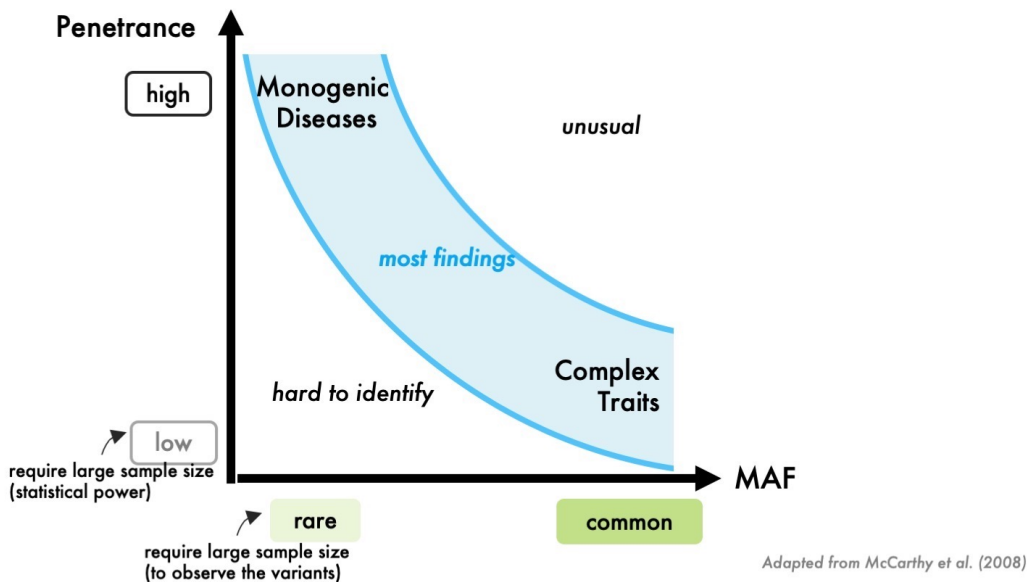 Penetrance
high
Monogenic
Diseases
unusual
most findings
Complex
Traits
hard to identify
low
require large sample size
(statistical power)
MAF
rare
common
require large sample size
(to observe the variants)
Adapted from McCarthy et al. (2008)